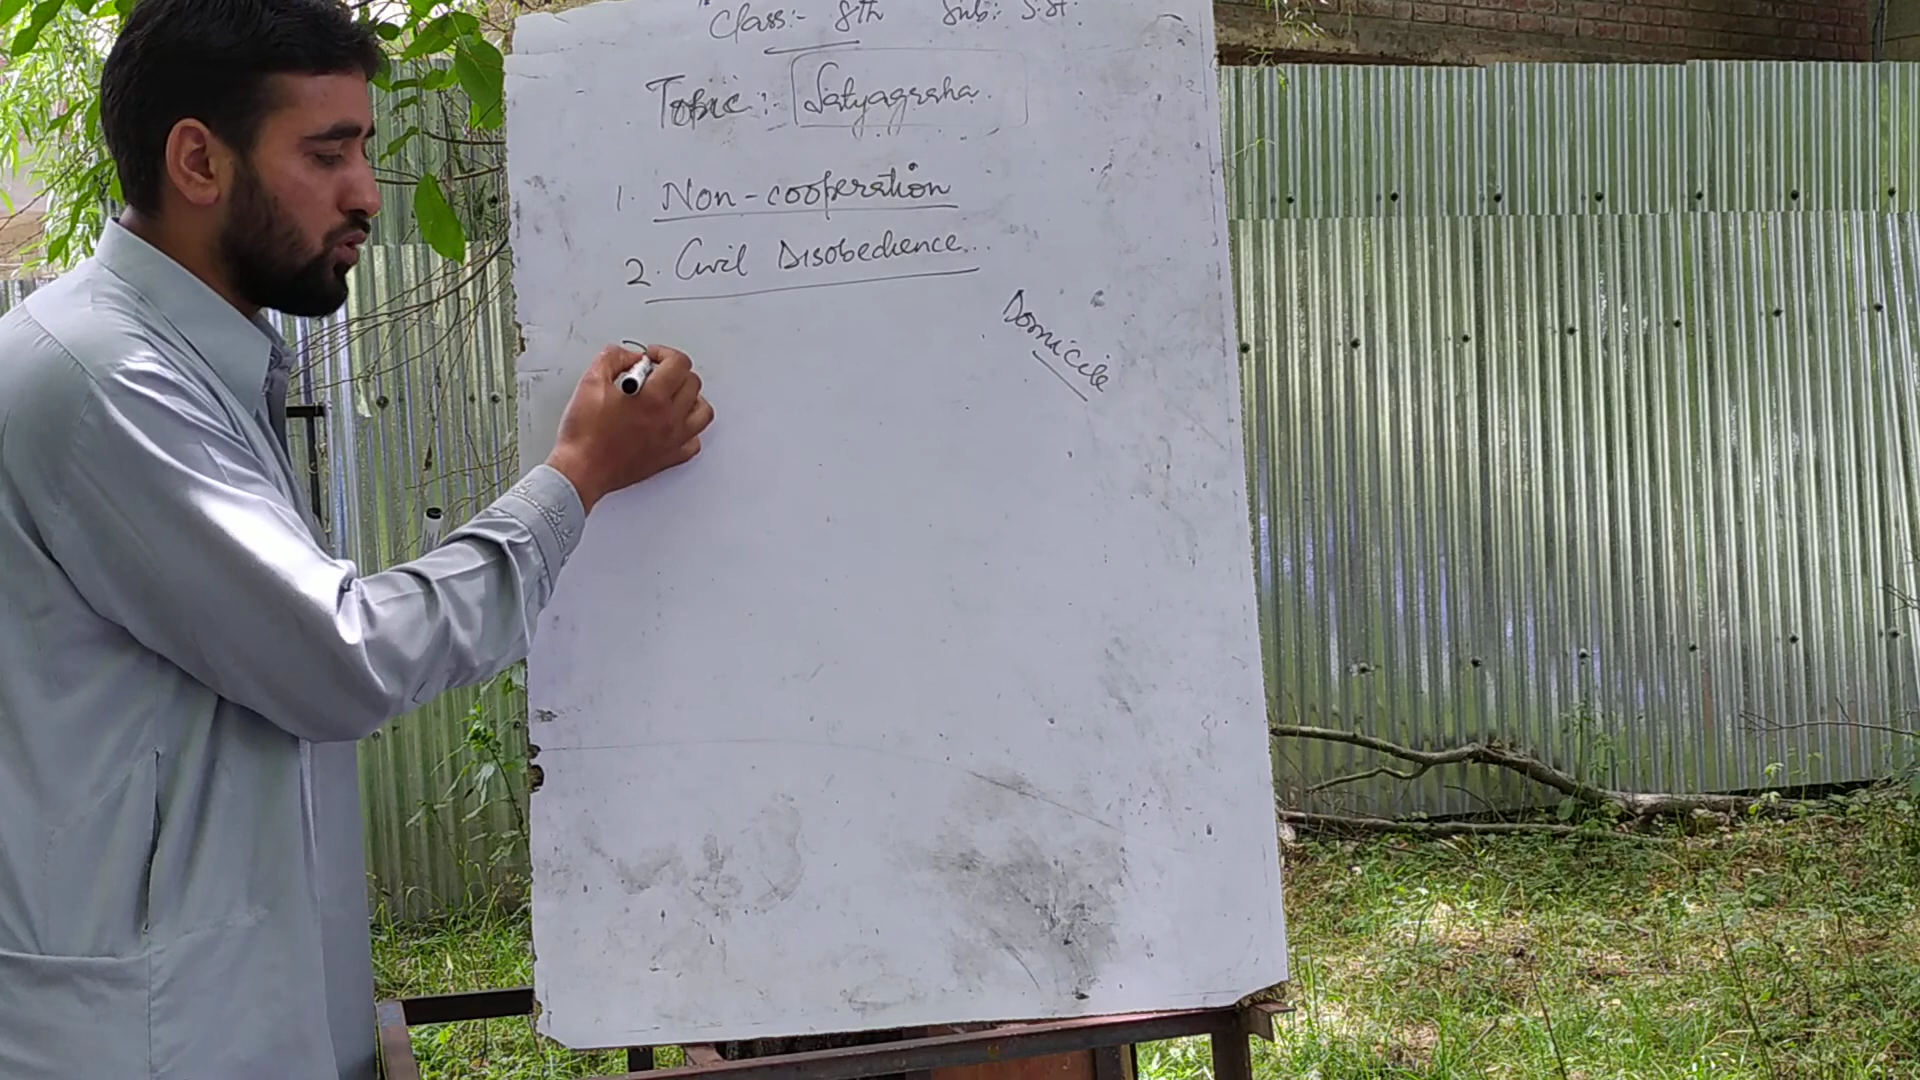 Class:- 8th Sub: S.St.
Topic:- Satyagraha.
1. Non-cooperation
2. Civil Disobedience...
Domicile